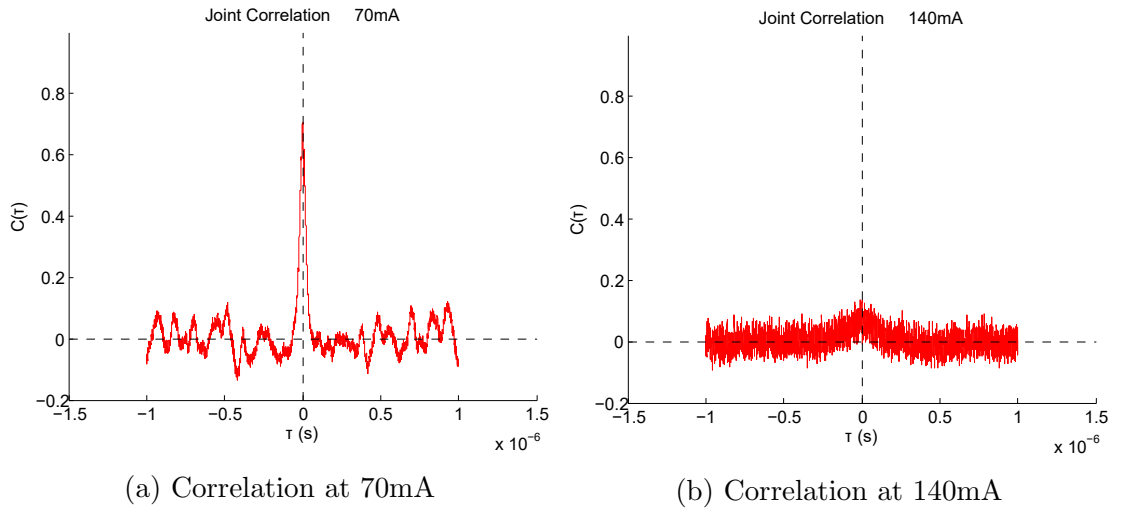 Joint Correlation 70mA
C(τ)
0.8
0.6
0.4
0.2
0
−0.2
−1.5 −1 −0.5 0 0.5 1 1.5
τ (s)
x 10⁻⁶
(a) Correlation at 70mA
Joint Correlation 140mA
C(τ)
0.8
0.6
0.4
0.2
0
−0.2
−1.5 −1 −0.5 0 0.5 1 1.5
τ (s)
x 10⁻⁶
(b) Correlation at 140mA